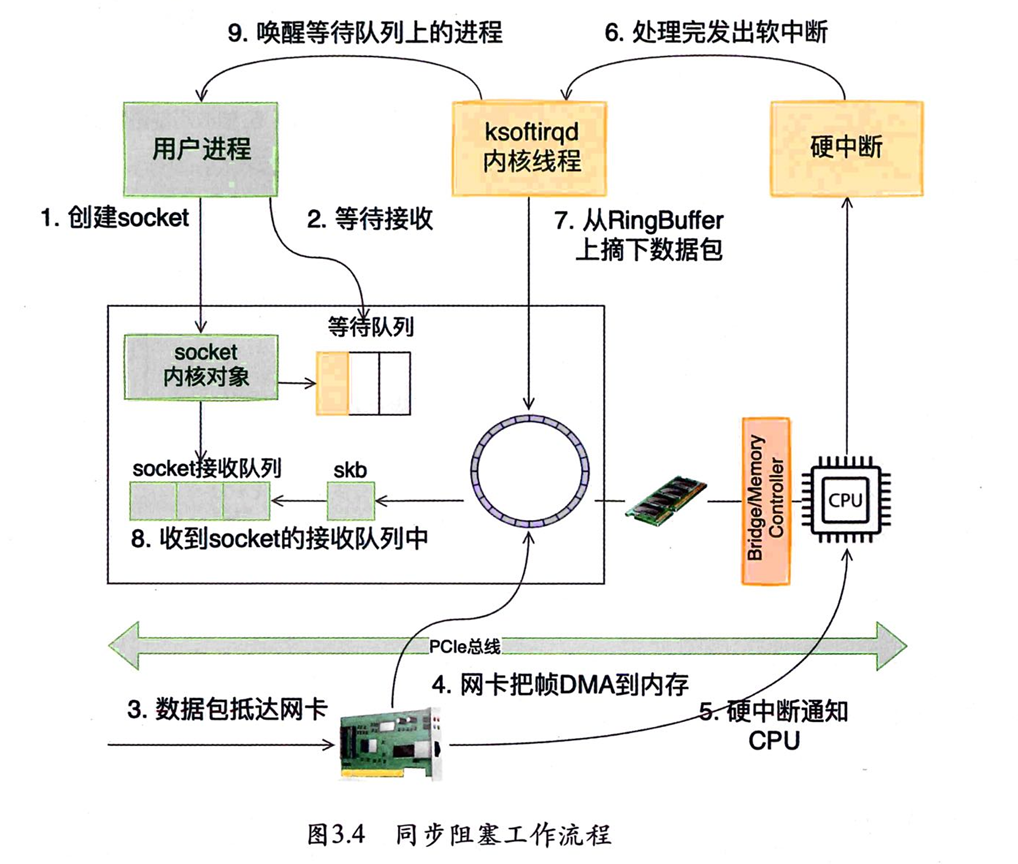 9. 唤醒等待队列上的进程
6. 处理完发出软中断
用户进程
ksoftirqd
内核线程
硬中断
1. 创建socket
2. 等待接收
7. 从RingBuffer
上摘下数据包
等待队列
socket
内核对象
socket接收队列
skb
8. 收到socket的接收队列中
Bridge/Memory
Controller
CPU
PCIe总线
3. 数据包抵达网卡
4. 网卡把帧DMA到内存
5. 硬中断通知
CPU
图3.4 同步阻塞工作流程